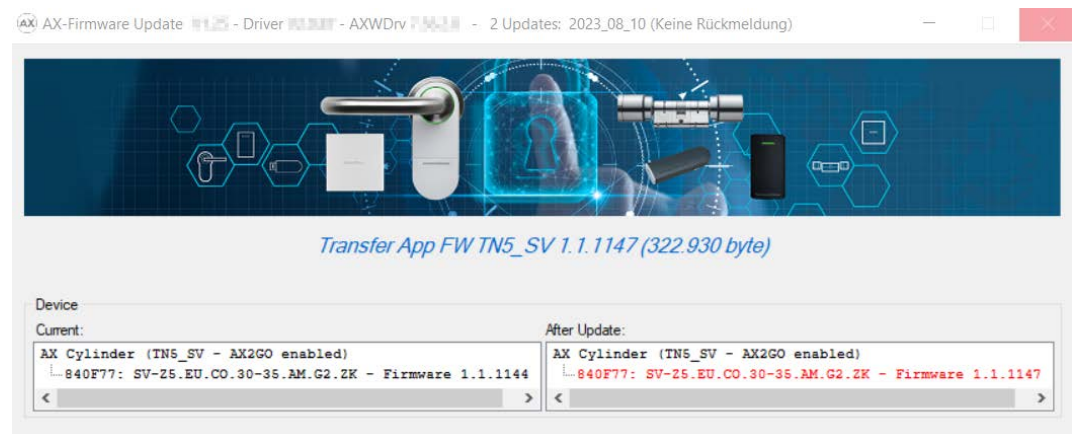 AX AX-Firmware Update - Driver - AXWDrv - 2 Updates: 2023_08_10 (Keine Rückmeldung)
Transfer App FW TN5_SV 1.1.1147 (322.930 byte)
Device
Current:
AX Cylinder (TN5_SV - AX2GO enabled)
840F77: SV-Z5.EU.CO.30-35.AM.G2.ZK - Firmware 1.1.1144
After Update:
AX Cylinder (TN5_SV - AX2GO enabled)
840F77: SV-Z5.EU.CO.30-35.AM.G2.ZK - Firmware 1.1.1147